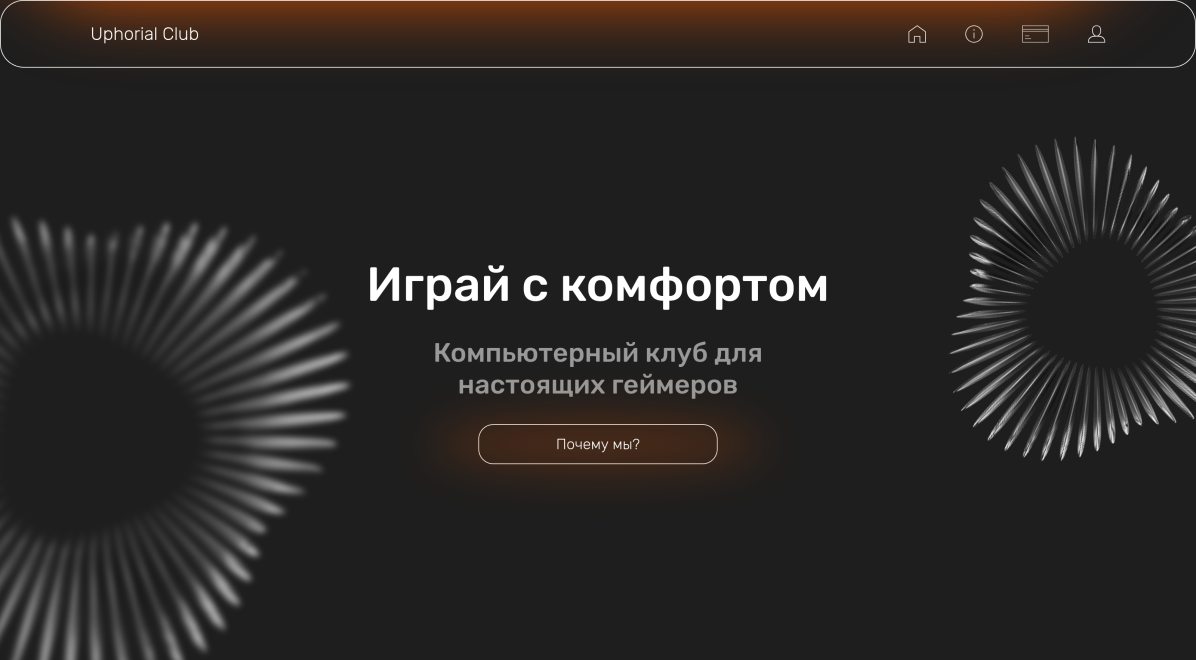 Uphorial Club
Играй с комфортом
Компьютерный клуб для
настоящих геймеров
Почему мы?